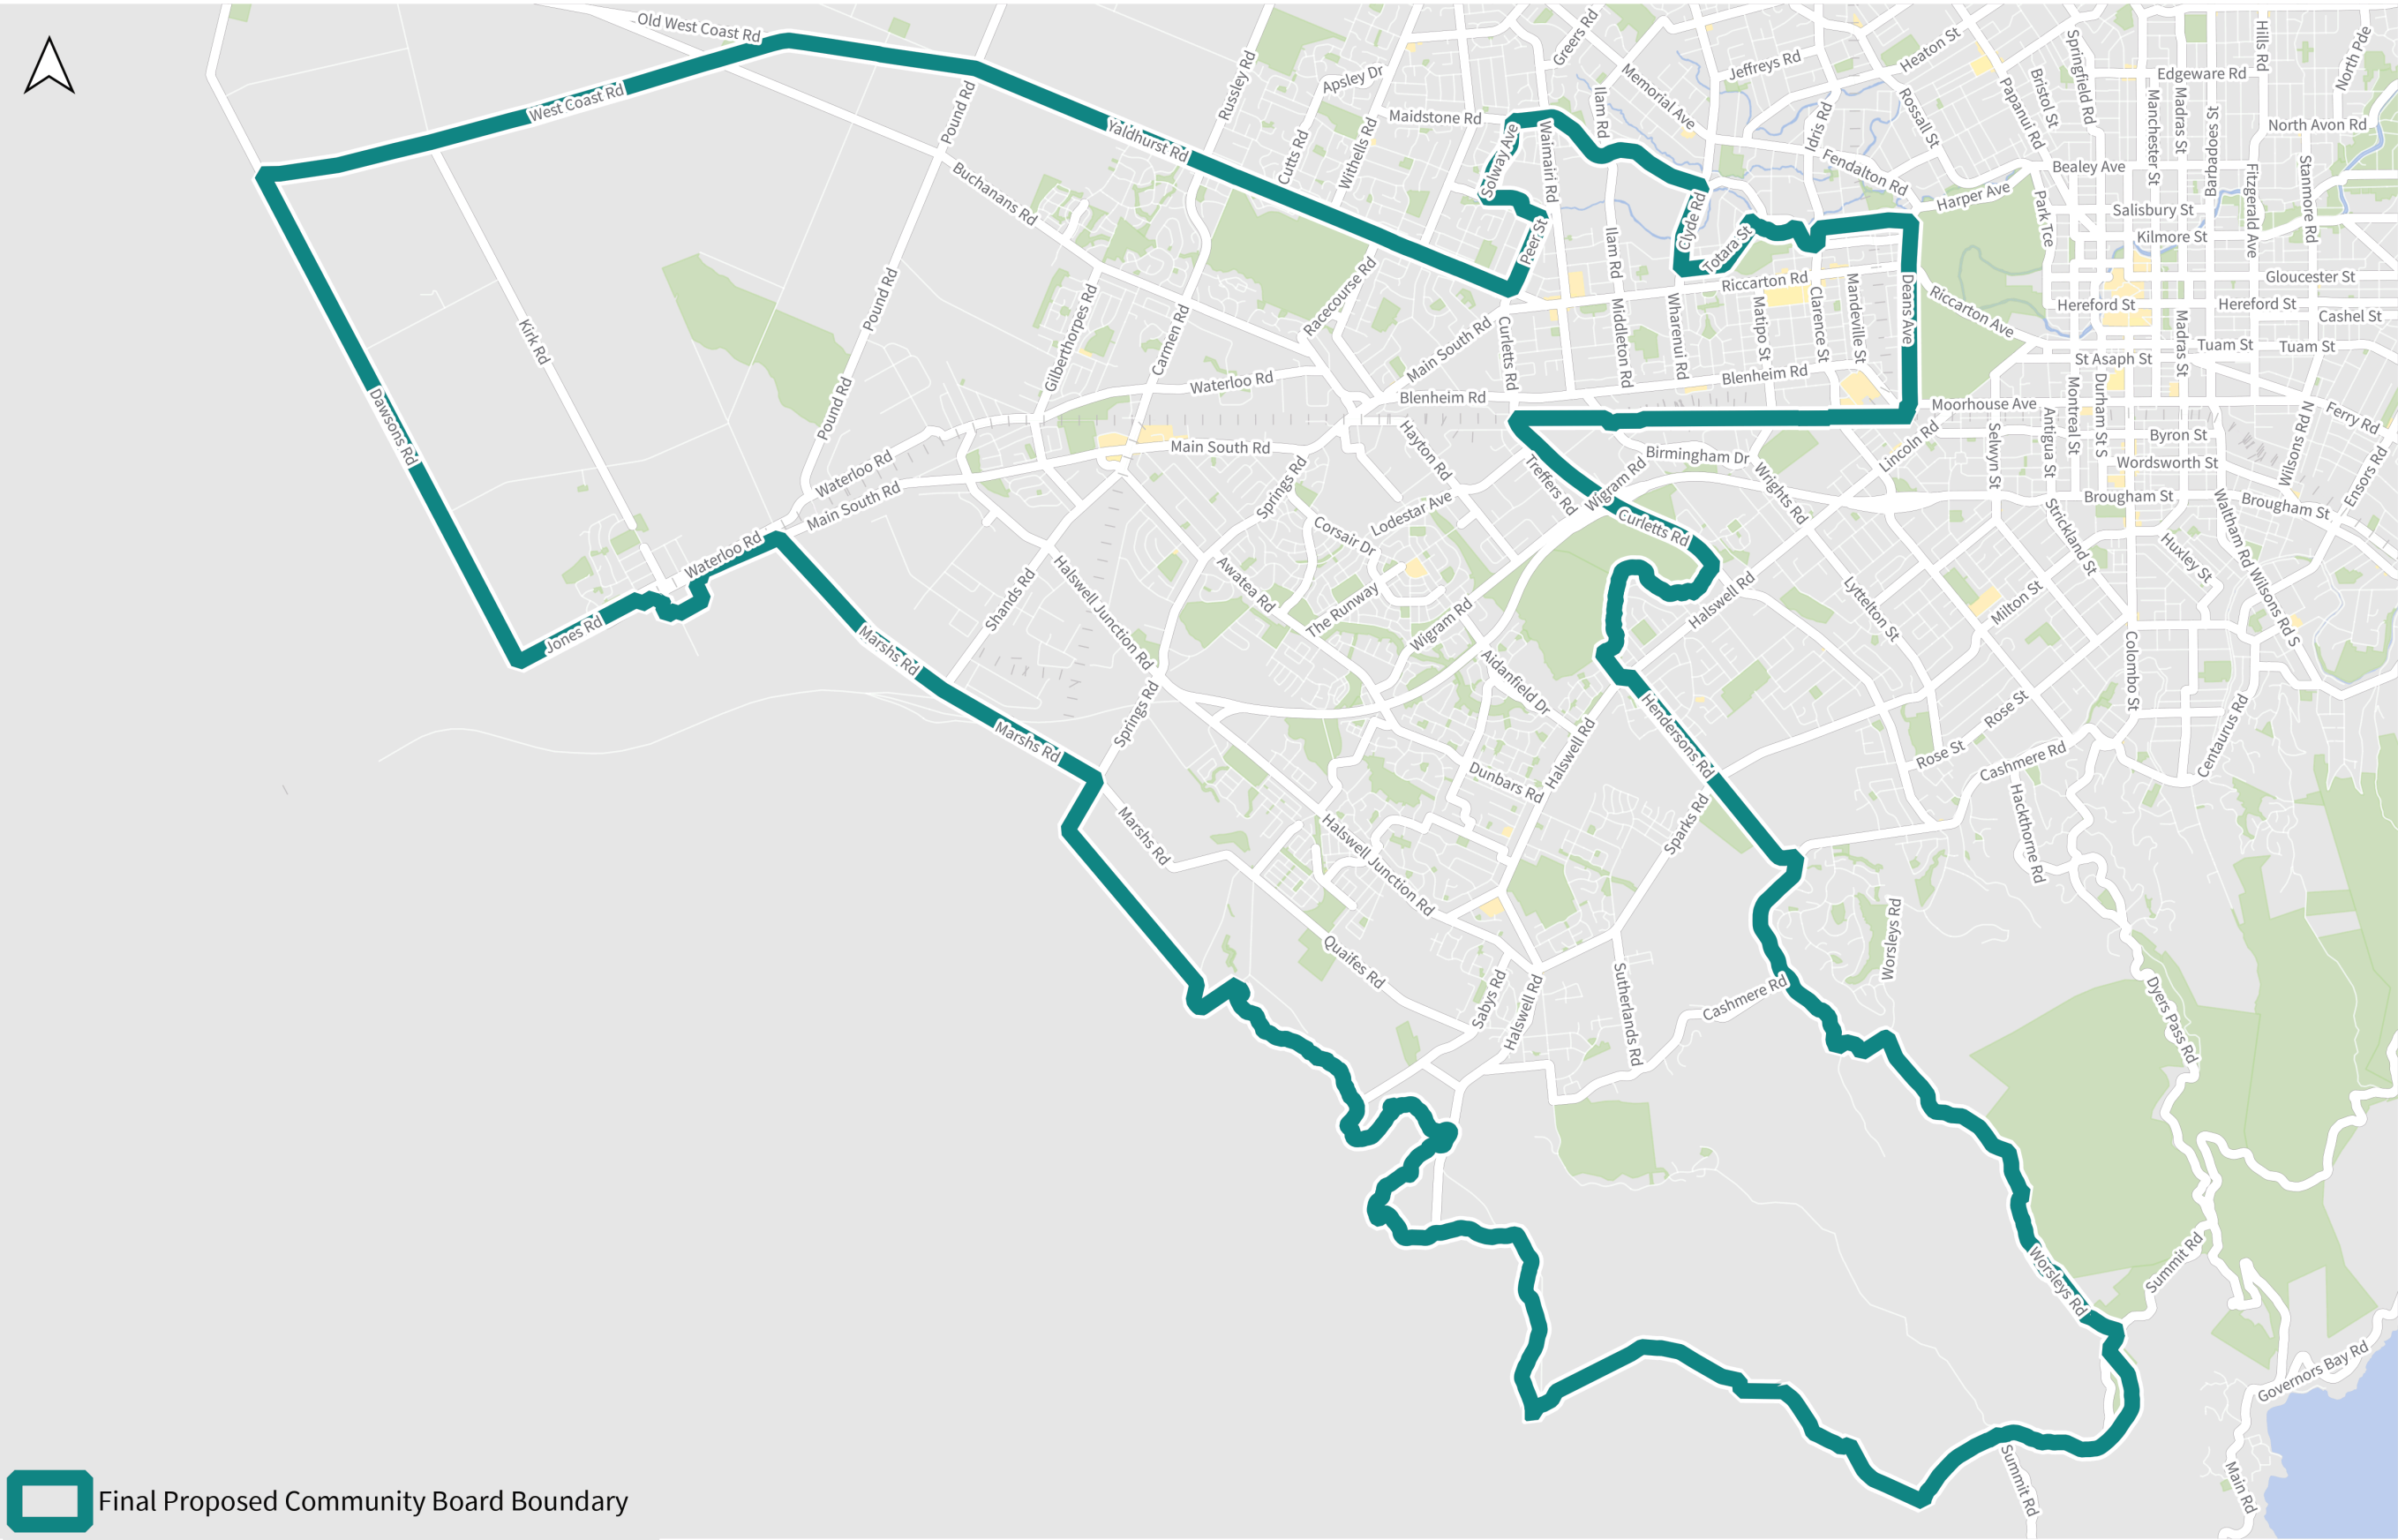 Old West Coast Rd
West Coast Rd
Yaldhurst Rd
Buchanans Rd
Pound Rd
Pound Rd
Pound Rd
Kirk Rd
Dawsons Rd
Jones Rd
Waterloo Rd
Waterloo Rd
Waterloo Rd
Main South Rd
Main South Rd
Main South Rd
Marshs Rd
Marshs Rd
Marshs Rd
Shands Rd
Springs Rd
Springs Rd
Halswell Junction Rd
Halswell Junction Rd
Gilberthorpes Rd
Carmen Rd
Racecourse Rd
Russley Rd
Cutts Rd
Withells Rd
Apsley Dr
Maidstone Rd
Greers Rd
Memorial Ave
Ilam Rd
Ilam Rd
Solway Ave
Waimairi Rd
Peer St
Clyde Rd
Totara St
Jeffreys Rd
Idris Rd
Fendalton Rd
Heaton St
Rossall St
Papanui Rd
Bristol St
Springfield Rd
Edgeware Rd
Manchester St
Madras St
Barbadoes St
Hills Rd
North Pde
North Avon Rd
Bealey Ave
Harper Ave
Park Tce
Salisbury St
Kilmore St
Fitzgerald Ave
Stanmore Rd
Gloucester St
Hereford St
Hereford St
Cashel St
Tuam St
Tuam St
St Asaph St
Madras St
Riccarton Ave
Riccarton Rd
Deans Ave
Mandeville St
Clarence St
Matipo St
Wharenui Rd
Middleton Rd
Curletts Rd
Blenheim Rd
Blenheim Rd
Moorhouse Ave
Lincoln Rd
Selwyn St
Antigua St
Montreal St
Durham St S
Byron St
Wordsworth St
Wilsons Rd N
Ferry Rd
Ensors Rd
Brougham St
Brougham St
Strickland St
Waltham Rd
Wilsons Rd S
Huxley St
Milton St
Colombo St
Birmingham Dr
Wrights Rd
Wigram Rd
Wigram Rd
Treffers Rd
Curletts Rd
Hayton Rd
Lodestar Ave
Corsair Dr
Awatea Rd
The Runway
Aidanfield Dr
Halswell Rd
Halswell Rd
Halswell Rd
Hendersons Rd
Lyttelton St
Rose St
Rose St
Cashmere Rd
Cashmere Rd
Centaurus Rd
Hackthorne Rd
Dunbars Rd
Sparks Rd
Quaifes Rd
Sabys Rd
Sutherlands Rd
Worsleys Rd
Worsleys Rd
Dyers Pass Rd
Summit Rd
Summit Rd
Governors Bay Rd
Main Rd
Final Proposed Community Board Boundary